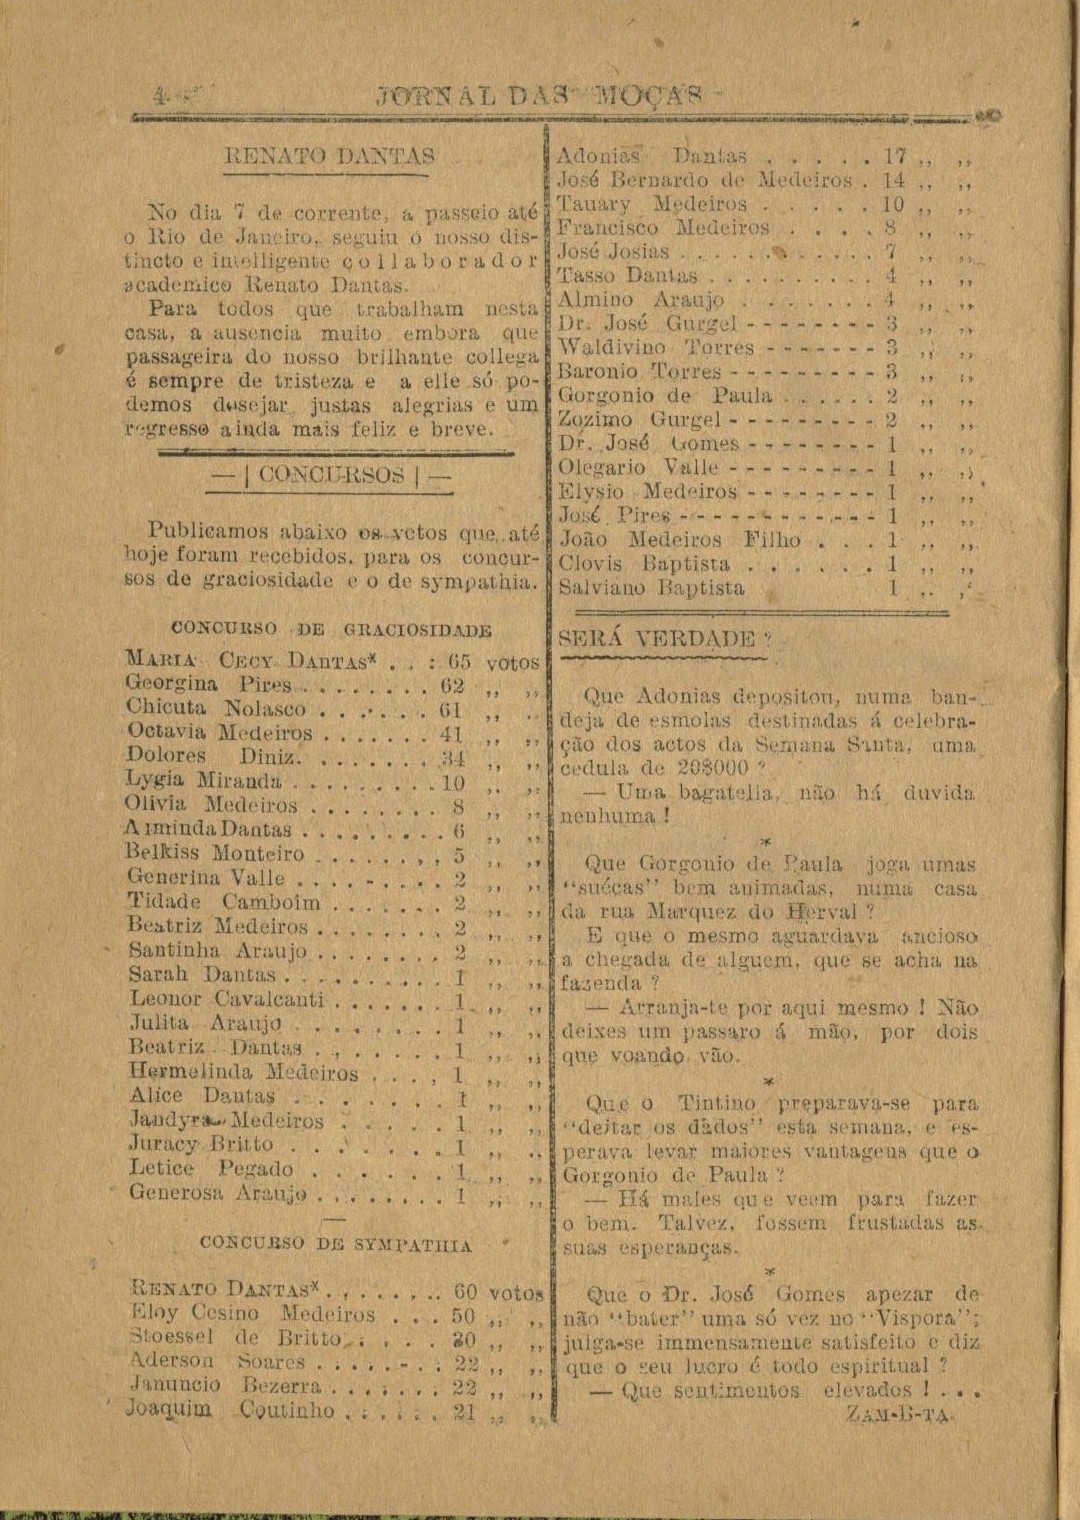 4
JORNAL DAS MOÇAS
RENATO DANTAS
No dia 7 de corrente, a passeio até
o Rio de Janeiro, seguiu o nosso dis-
tincto e intelligente collaborador
academico Renato Dantas.
Para todos que trabalham nesta
casa, a ausencia muito embora que
passageira do nosso brilhante collega
é sempre de tristeza e a elle só po-
demos desejar justas alegrias e um
regresso ainda mais feliz e breve.
— | CONCURSOS | —
Publicamos abaixo os votos que, até
hoje foram recebidos, para os concur-
sos de graciosidade e o de sympathia.
CONCURSO DE GRACIOSIDADE
MARIA CECY DANTAS* . . : 65 votos
Georgina Pires . . . . . . . . 62 ,, ,,
Chicuta Nolasco . . . . . . . 61 ,, ,,
Octavia Medeiros . . . . . . . 41 ,, ,,
Dolores Diniz. . . . . . . . 34 ,, ,,
Lygia Miranda . . . . . . . . . 10 ,, ,,
Olivia Medeiros . . . . . . . . 8 ,, ,,
Arminda Dantas . . . . . . . . . 6 ,, ,,
Belkiss Monteiro . . . . . . , , 5 ,, ,,
Generina Valle . . . . - . . . . 2 ,, ,,
Tidade Camboim . . . . . . . 2 ,, ,,
Beatriz Medeiros . . . . . . . . 2 ,, ,,
Santinha Araujo . . . . . . . . 2 ,, ,,
Sarah Dantas . . . . . . . . . . 1 ,, ,,
Leonor Cavalcanti . . . . . . . 1 ,, ,,
Julita Araujo . . . . . . . . . 1 ,, ,,
Beatriz Dantas . , . . . . . . 1 ,, ,,
Hermelinda Medeiros . . . , 1 ,, ,,
Alice Dantas . . . . . . . . 1 ,, ,,
Jandyra Medeiros . . . . . . 1 ,, ,,
Juracy Britto . . . . . . . . 1 ,, ,,
Letice Pegado . . . . . . . 1 ,, ,,
Generosa Araujo . . . . . . . . 1 ,, ,,
CONCURSO DE SYMPATHIA
RENATO DANTAS* . . , . . . . . 60 votos
Eloy Cesino Medeiros . . . 50 ,, ,,
Stoessel de Britto . . . . . 30 ,, ,,
Aderson Soares . . . . . - . . 22 ,, ,,
Januncio Bezerra . . . . . . . 22 ,, ,,
Joaquim Coutinho . . . . . . 21 ,, ,,
Adonias Dantas . . . . . . 17 ,, ,,
José Bernardo de Medeiros . 14 ,, ,,
Tauary Medeiros . . . . . 10 ,, ,,
Francisco Medeiros . . . . 8 ,, ,,
José Josias . . . . . . . . . . . 7 ,, ,,
Tasso Dantas . . . . . . . . . 4 ,, ,,
Almino Araujo . . . . . . . 4 ,, ,,
Dr. José Gurgel - - - - - - - - 3 ,, ,,
Waldivino Torres - - - - - - - 3 ,, ,,
Baronio Torres - - - - - - - - - 3 ,, ,,
Gorgonio de Paula . . . . . . 2 ,, ,,
Zozimo Gurgel - - - - - - - - - 2 ,, ,,
Dr. José Gomes - - - - - - - - 1 ,, ,,
Olegario Valle - - - - - - - - - 1 ,, ,,
Elysio Medeiros - - - - - - - - 1 ,, ,,
José Pires - - - - - - - - - - - - 1 ,, ,,
João Medeiros Filho . . . 1 ,, ,,
Clovis Baptista . . . . . . . 1 ,, ,,
Salviano Baptista 1 ,, ,,
SERÁ VERDADE ?
Que Adonias depositou, numa ban-
deja de esmolas destinadas á celebra-
ção dos actos da Semana Santa, uma
cedula de 20$000 ?
— Uma bagatella, não há duvida
nenhuma !
*
Que Gorgonio de Paula joga umas
“suéças” bem animadas, numa casa
da rua Marquez do Herval ?
E que o mesmo aguardava ancioso
a chegada de alguem, que se acha na
fazenda ?
— Arranja-te por aqui mesmo ! Não
deixes um passaro á mão, por dois
que voando vão.
*
Que o Tintino preparava-se para
“deitar os dádos” esta semana, e es-
perava levar maiores vantagens que o
Gorgonio de Paula ?
— Há males que veem para fazer
o bem. Talvez, fossem frustadas as
suas esperanças.
*
Que o Dr. José Gomes apezar de
não “bater” uma só vez no “Vispora”;
julga-se immensamente satisfeito e diz
que o seu lucro é todo espiritual ?
— Que sentimentos elevados ! . . .
ZAM-B-TA.